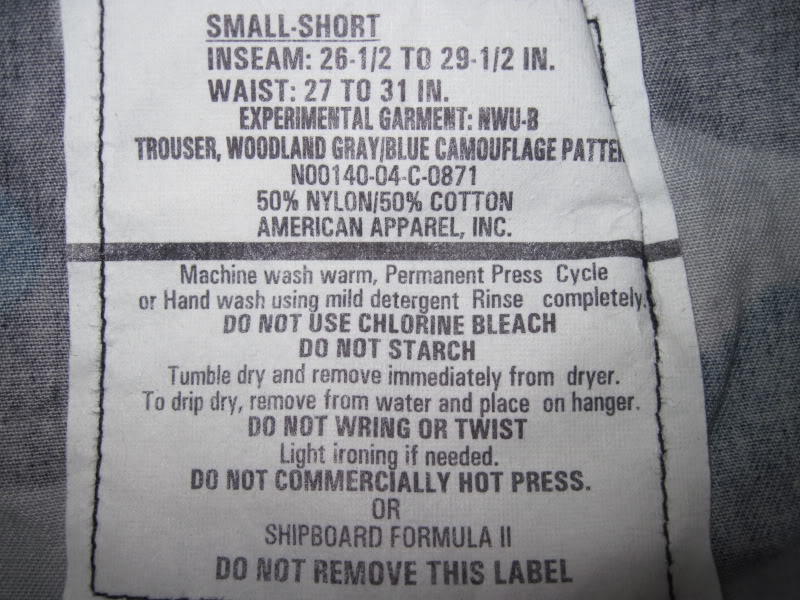 SMALL-SHORT
INSEAM: 26-1/2 TO 29-1/2 IN.
WAIST: 27 TO 31 IN.
EXPERIMENTAL GARMENT: NWU-B
TROUSER, WOODLAND GRAY/BLUE CAMOUFLAGE PATTE
N00140-04-C-0871
50% NYLON/50% COTTON
AMERICAN APPAREL, INC.
Machine wash warm, Permanent Press Cycle
or Hand wash using mild detergent Rinse completely.
DO NOT USE CHLORINE BLEACH
DO NOT STARCH
Tumble dry and remove immediately from dryer.
To drip dry, remove from water and place on hanger.
DO NOT WRING OR TWIST
Light ironing if needed.
DO NOT COMMERCIALLY HOT PRESS.
OR
SHIPBOARD FORMULA II
DO NOT REMOVE THIS LABEL